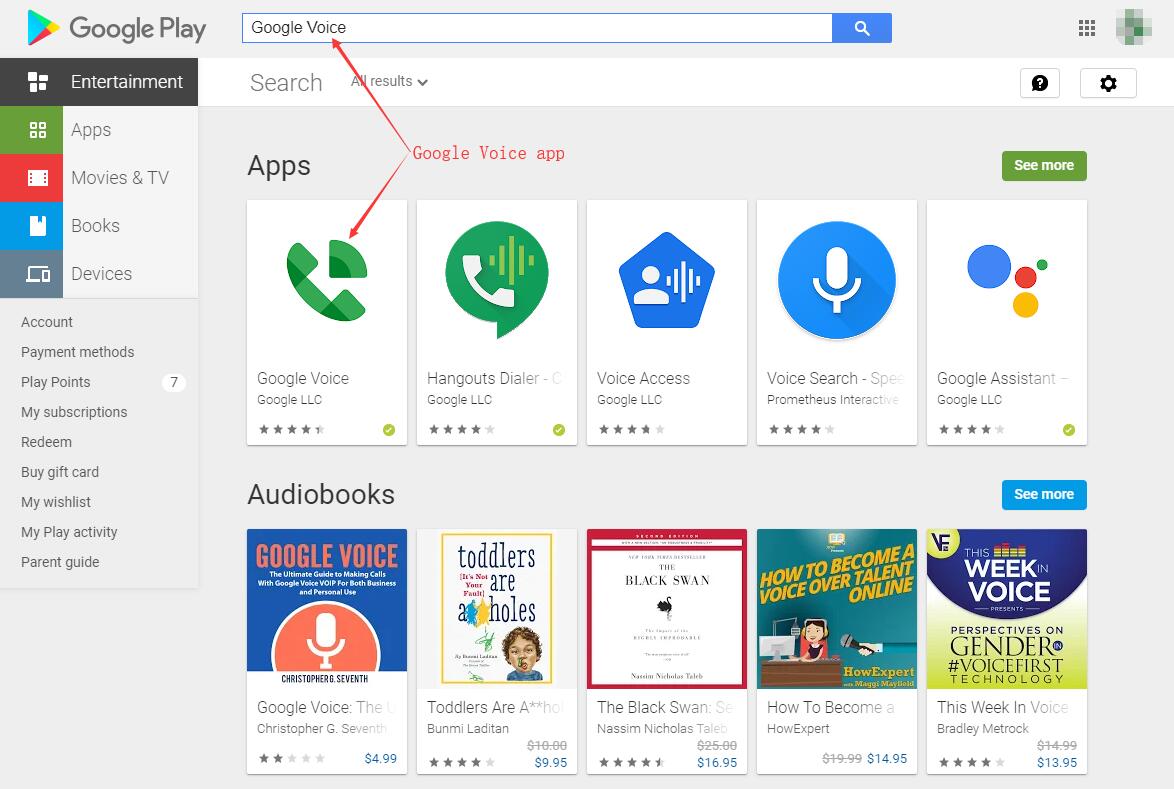 Google Play
Google Voice
Entertainment
Search
All results
Apps
Movies & TV
Books
Devices
Account
Payment methods
Play Points
7
My subscriptions
Redeem
Buy gift card
My wishlist
My Play activity
Parent guide
Google Voice app
Apps
See more
Google Voice
Google LLC
Hangouts Dialer - C
Google LLC
Voice Access
Google LLC
Voice Search - Spee
Prometheus Interactive
Google Assistant –
Google LLC
Audiobooks
See more
GOOGLE VOICE
The Ultimate Guide to Making Calls
With Google Voice VOIP For Both Business
and Personal Use
CHRISTOPHER G. SEVENTH
Google Voice: The U
Christopher G. Seventh
$4.99
toddlers
(It's Not
Your
Fault)
are
a holes
By Bunmi Laditan
Toddlers Are A**hol
Bunmi Laditan
$10.00
$9.95
SECOND EDITION
NEW YORK TIMES BESTSELLER
THE
BLACK SWAN
The Impact of the
HIGHLY IMPROBABLE
Nassim Nicholas Taleb
The Black Swan: Se
Nassim Nicholas Taleb
$25.00
$16.95
HOW TO BECOME A
VOICE OVER TALENT
ONLINE
HowExpert
with Maggi Mayfield
How To Become a
HowExpert
$19.99 $14.95
VF
THIS
WEEK IN
VOICE
PRESENTS
PERSPECTIVES ON
GENDER IN
#VOICEFIRST
TECHNOLOGY
This Week In Voice
Bradley Metrock
$14.99
$13.95